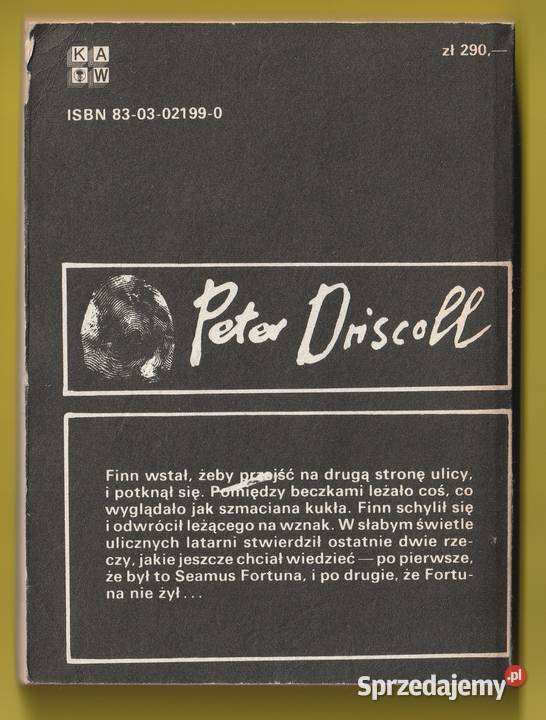 K A
W
zł 290,—
ISBN 83-03-02199-0
Peter Driscoll
Finn wstał, żeby przejść na drugą stronę ulicy,
i potknął się. Pomiędzy beczkami leżało coś, co
wyglądało jak szmaciana kukła. Finn schylił się
i odwrócił leżącego na wznak. W słabym świetle
ulicznych latarni stwierdził ostatnie dwie rze-
czy, jakie jeszcze chciał wiedzieć — po pierwsze,
że był to Seamus Fortuna, i po drugie, że Fortu-
na nie żył...
Sprzedajemy.pl